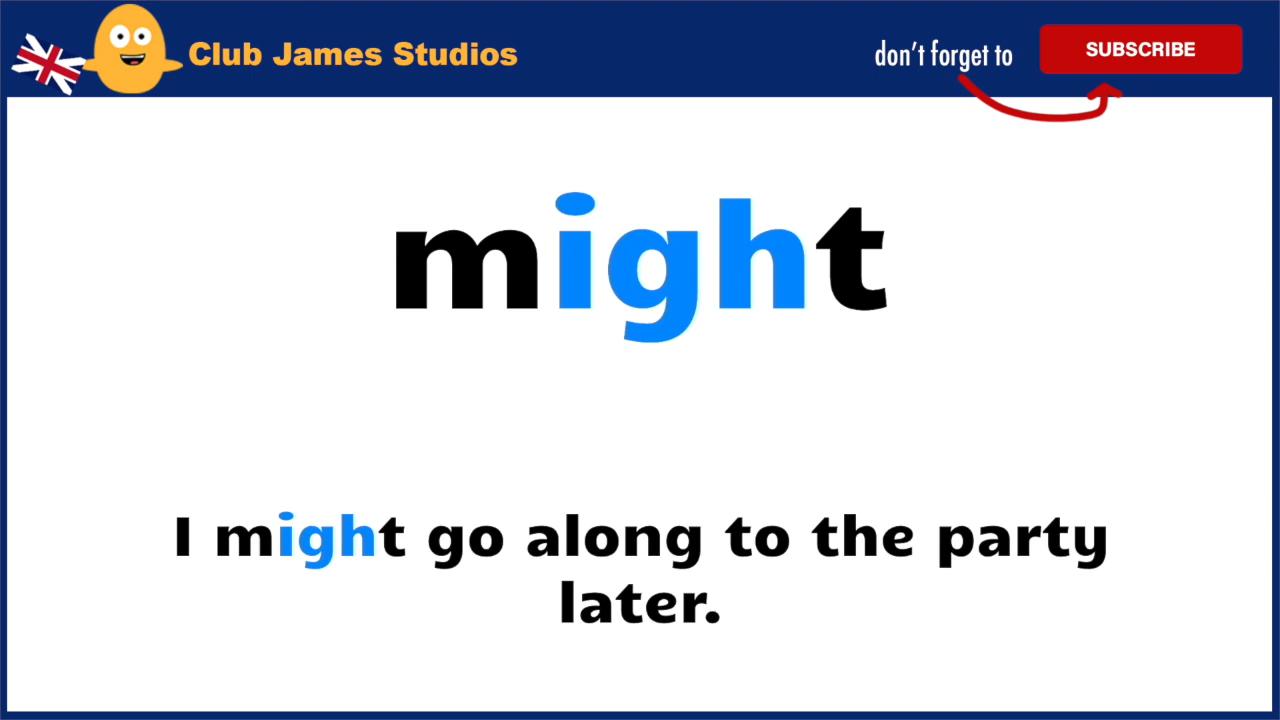 Club James Studios
don't forget to
SUBSCRIBE
might
I might go along to the party
later.